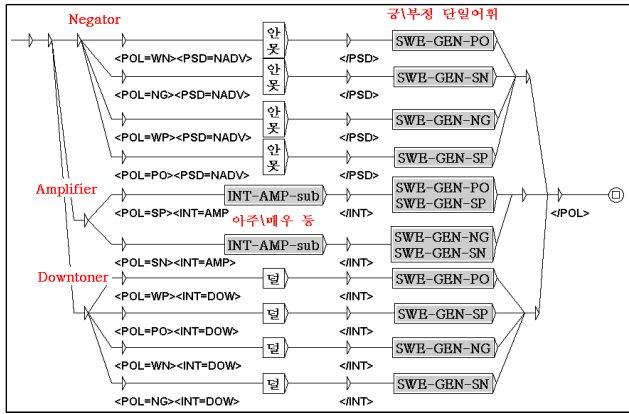 Negator
긍\부정 단일어휘
안
못
SWE-GEN-PO
<POL=WN><PSD=NADV>
</PSD>
안
못
SWE-GEN-SN
<POL=NG><PSD=NADV>
</PSD>
안
못
SWE-GEN-NG
<POL=WP><PSD=NADV>
</PSD>
안
못
SWE-GEN-SP
<POL=PO><PSD=NADV>
</PSD>
Amplifier
INT-AMP-sub
SWE-GEN-PO
SWE-GEN-SP
<POL=SP><INT=AMP
</INT>
</POL>
아주\매우 등
INT-AMP-sub
SWE-GEN-NG
SWE-GEN-SN
<POL=SN><INT=AMP>
</INT>
Downtoner
덜
SWE-GEN-PO
<POL=WP><INT=DOW>
</INT>
덜
SWE-GEN-SP
<POL=PO><INT=DOW>
</INT>
덜
SWE-GEN-NG
<POL=WN><INT=DOW>
</INT>
덜
SWE-GEN-SN
<POL=NG><INT=DOW>
</INT>